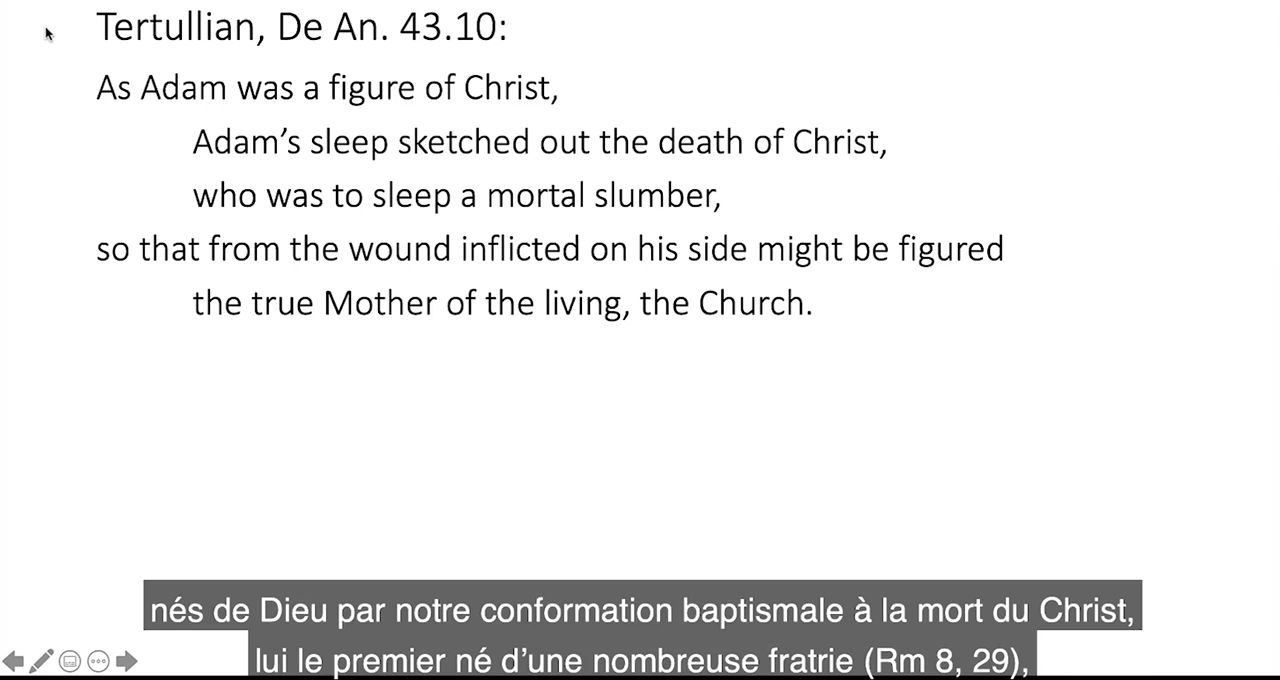 Tertullian, De An. 43.10:
As Adam was a figure of Christ,
Adam’s sleep sketched out the death of Christ,
who was to sleep a mortal slumber,
so that from the wound inflicted on his side might be figured
the true Mother of the living, the Church.
nés de Dieu par notre conformation baptismale à la mort du Christ,
lui le premier né d’une nombreuse fratrie (Rm 8, 29),